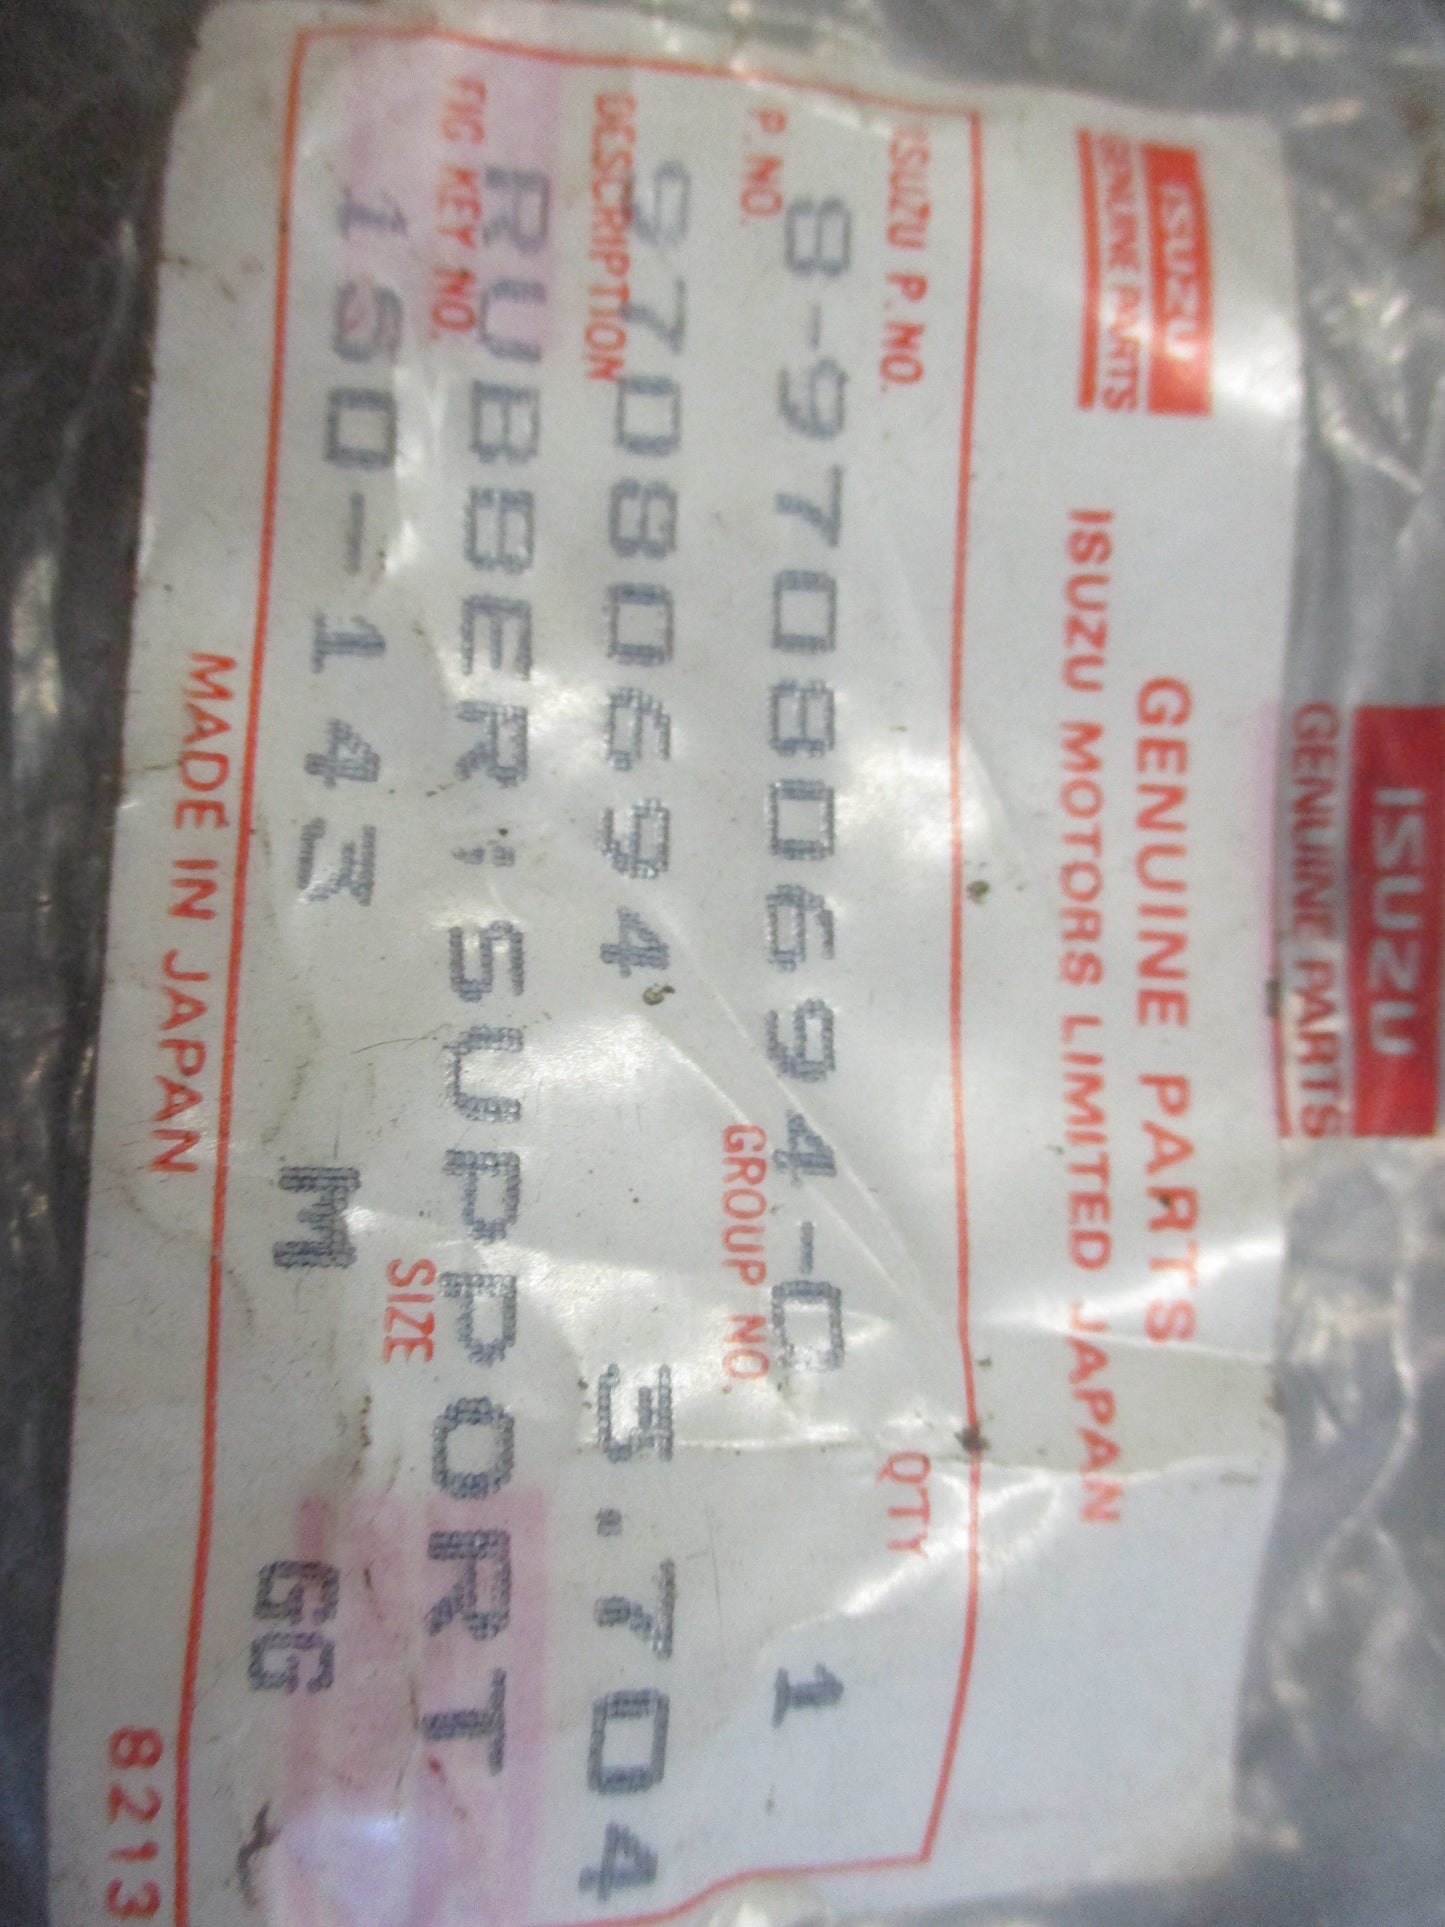 ISUZU
GENUINE PARTS
ISUZU
GENUINE PARTS
GENUINE PARTS
ISUZU MOTORS LIMITED JAPAN
ISUZU P. NO. QTY
8-97080694-0 1
P. NO. GROUP NO.
97080694 3.704
DESCRIPTION
RUBBER;SUPPORT
FIG KEY NO. SIZE
1S0-143 M GG
MADE IN JAPAN
8213